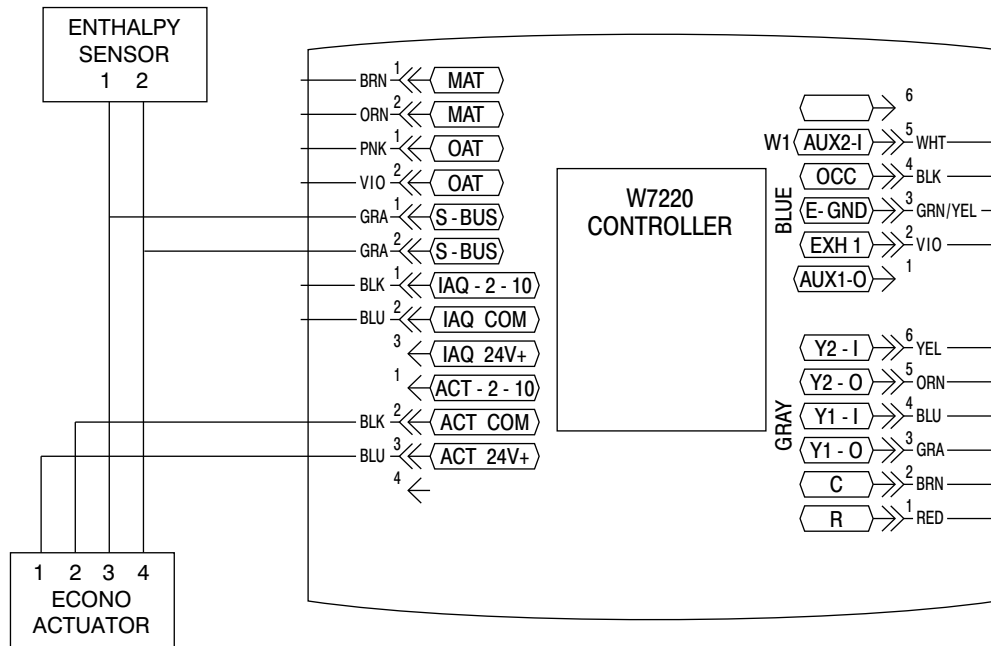 ENTHALPY
SENSOR
1 2
BRN 1 MAT
ORN 2 MAT
PNK 1 OAT
VIO 2 OAT
GRA 1 S-BUS
GRA 2 S-BUS
BLK 1 IAQ - 2 - 10
BLU 2 IAQ COM
3 IAQ 24V+
1 ACT - 2 - 10
BLK 2 ACT COM
BLU 3 ACT 24V+
4
1 2 3 4
ECONO
ACTUATOR
W7220
CONTROLLER
BLUE
6
W1 AUX2-I 5 WHT
OCC 4 BLK
E-GND 3 GRN/YEL
EXH 1 2 VIO
AUX1-O 1
GRAY
Y2 - I 6 YEL
Y2 - O 5 ORN
Y1 - I 4 BLU
Y1 - O 3 GRA
C 2 BRN
R 1 RED